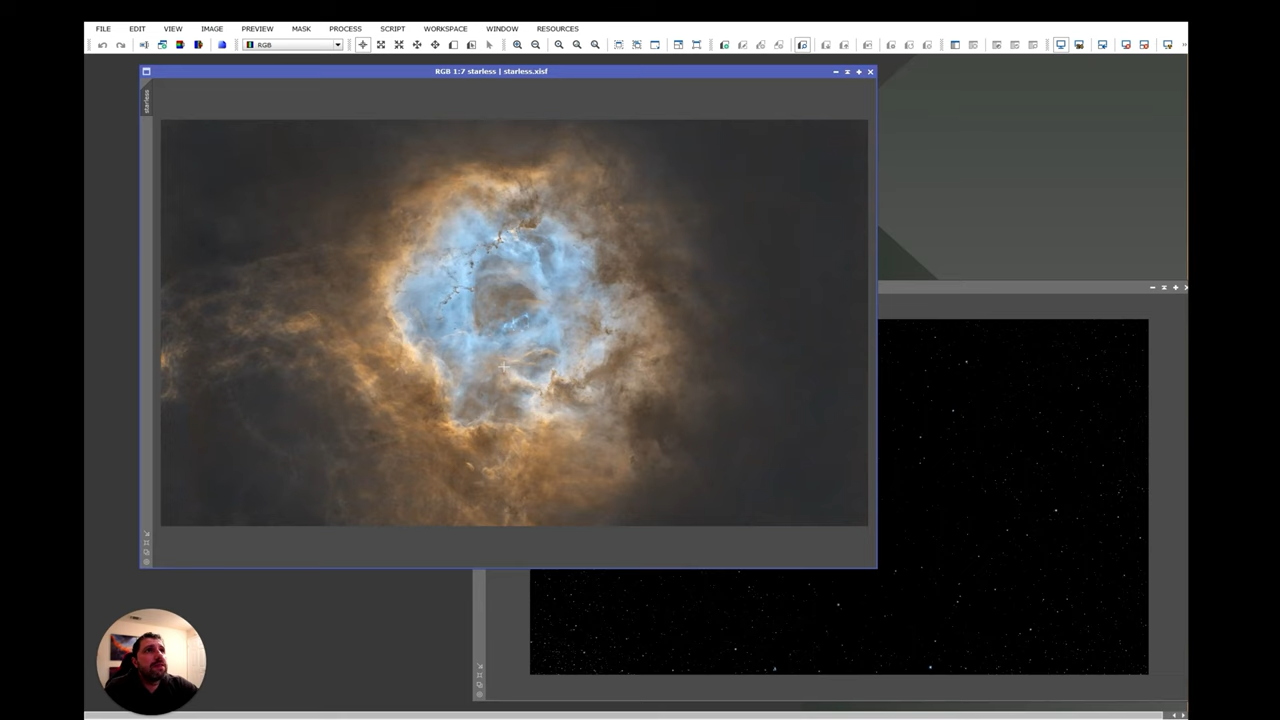 FILE EDIT VIEW IMAGE PREVIEW MASK PROCESS SCRIPT WORKSPACE WINDOW RESOURCES
RGB
RGB 1:7 starless | starless.xisf
starless